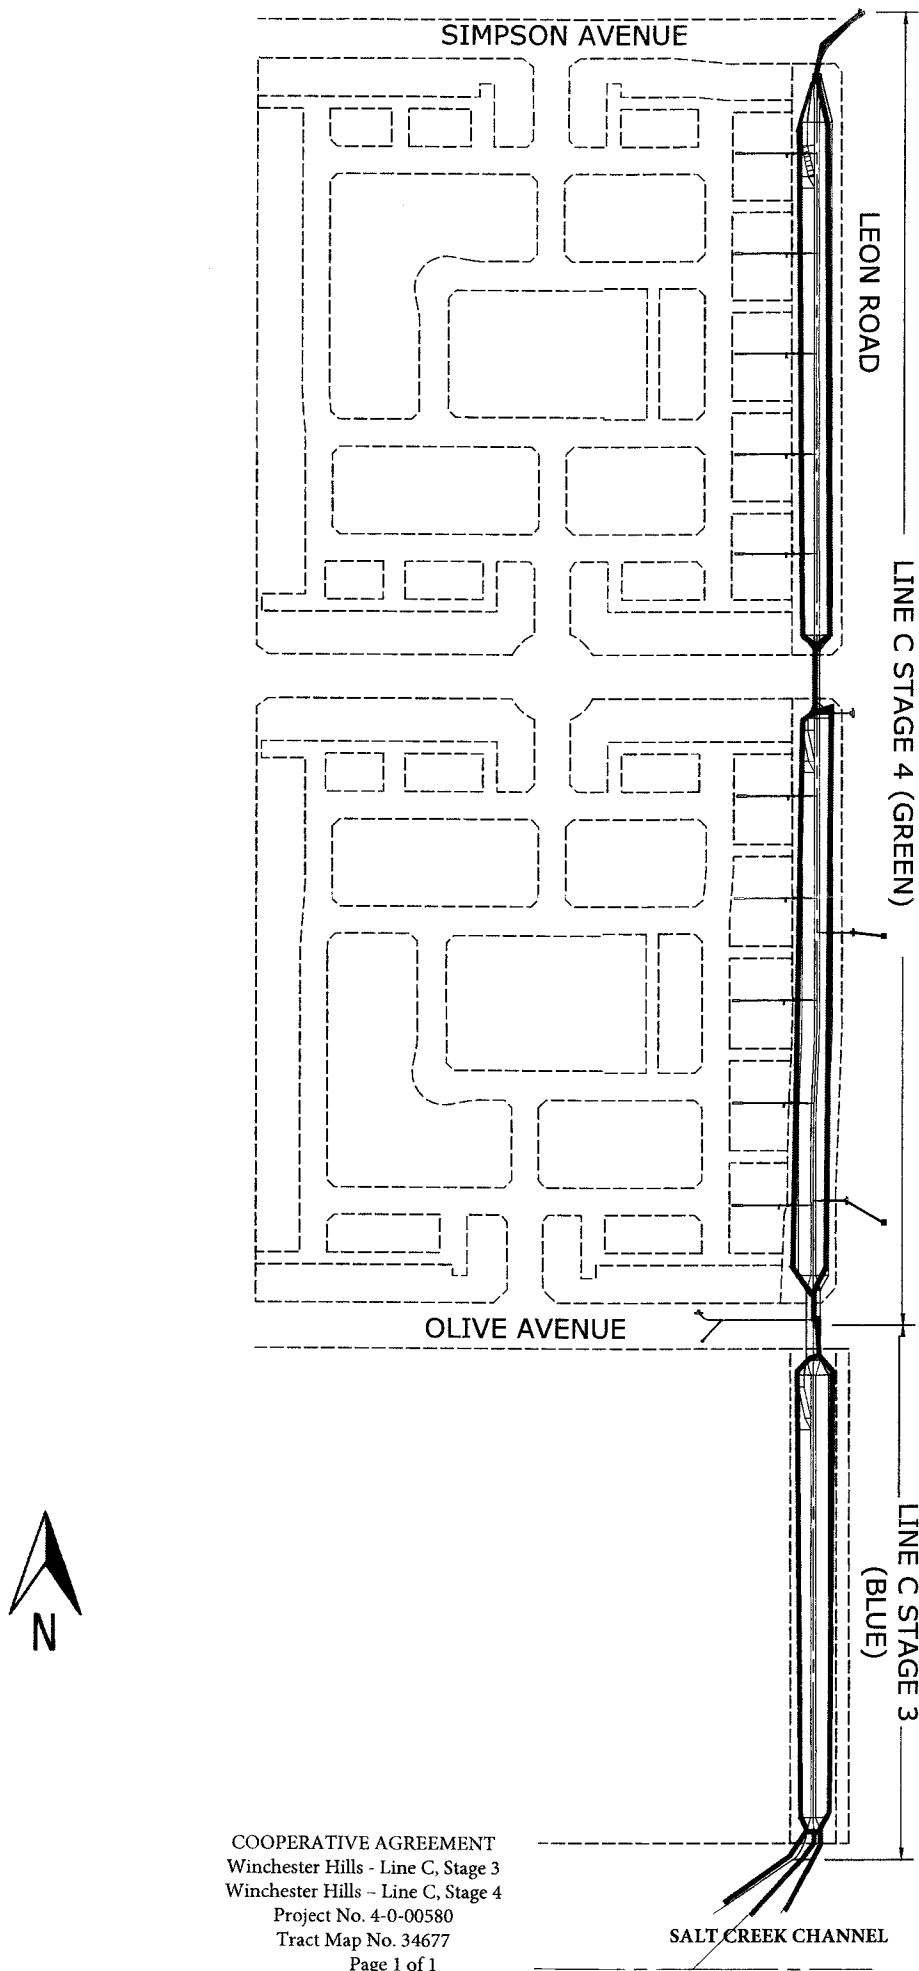 SIMPSON AVENUE
LEON ROAD
LINE C STAGE 4 (GREEN)
OLIVE AVENUE
LINE C STAGE 3
(BLUE)
N
COOPERATIVE AGREEMENT
Winchester Hills - Line C, Stage 3
Winchester Hills – Line C, Stage 4
Project No. 4-0-00580
Tract Map No. 34677
Page 1 of 1
SALT CREEK CHANNEL